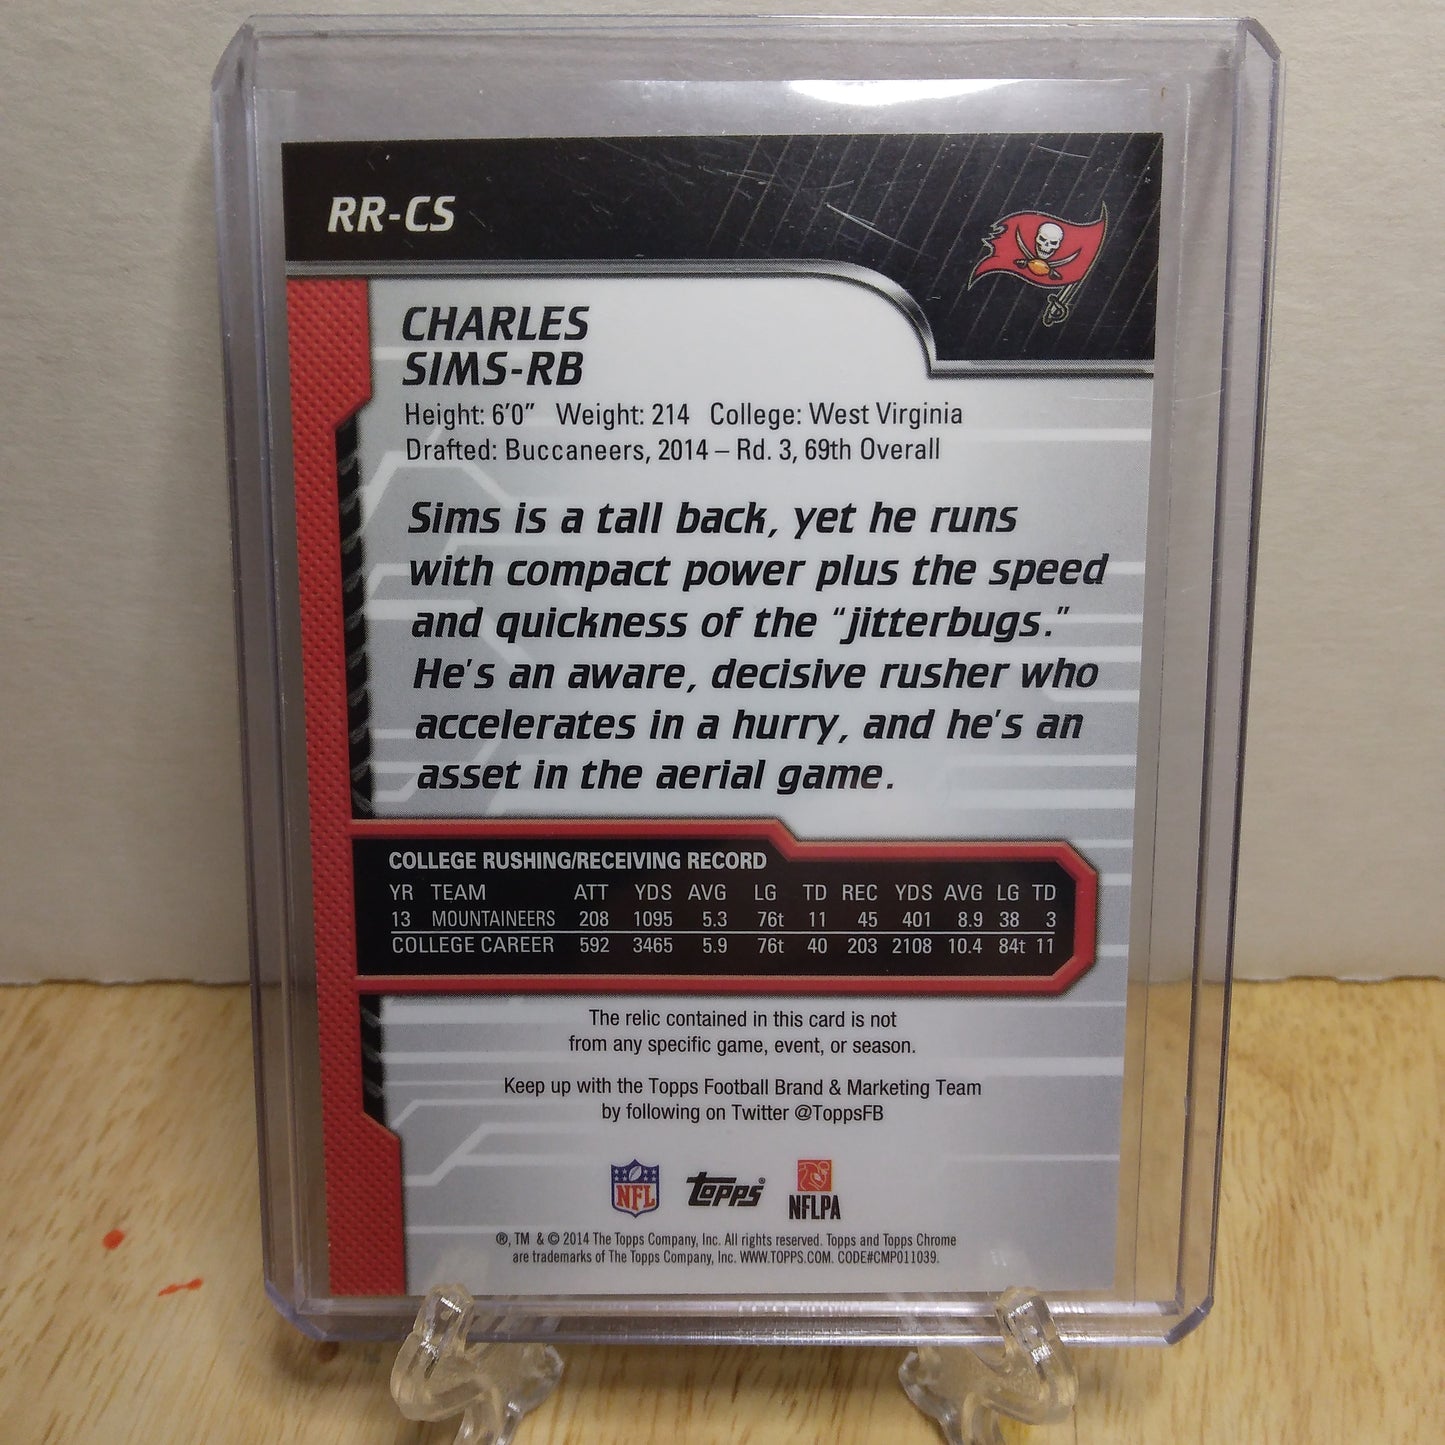 RR-CS
CHARLES
SIMS-RB
Height: 6'0" Weight: 214 College: West Virginia
Drafted: Buccaneers, 2014 – Rd. 3, 69th Overall
Sims is a tall back, yet he runs
with compact power plus the speed
and quickness of the "jitterbugs."
He's an aware, decisive rusher who
accelerates in a hurry, and he's an
asset in the aerial game.
COLLEGE RUSHING/RECEIVING RECORD
YR TEAM ATT YDS AVG LG TD REC YDS AVG LG TD
13 MOUNTAINEERS 208 1095 5.3 76t 11 45 401 8.9 38 3
COLLEGE CAREER 592 3465 5.9 76t 40 203 2108 10.4 84t 11
The relic contained in this card is not
from any specific game, event, or season.
Keep up with the Topps Football Brand & Marketing Team
by following on Twitter @ToppsFB
NFL Topps® NFLPA
®, TM & © 2014 The Topps Company, Inc. All rights reserved. Topps and Topps Chrome
are trademarks of The Topps Company, Inc. WWW.TOPPS.COM. CODE#CMP011039.